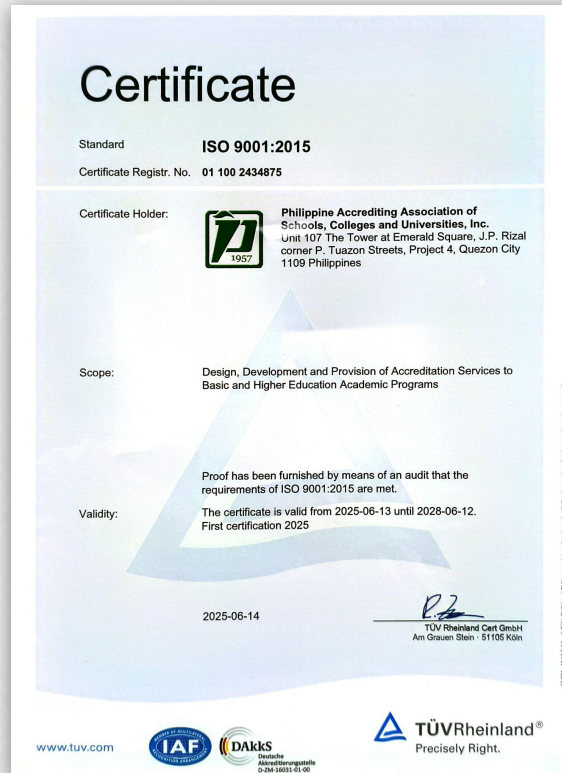 Certificate
Standard ISO 9001:2015
Certificate Registr. No. 01 100 2434875
Certificate Holder:
1957
Philippine Accrediting Association of
Schools, Colleges and Universities, Inc.
Unit 107 The Tower at Emerald Square, J.P. Rizal
corner P. Tuazon Streets, Project 4, Quezon City
1109 Philippines
Scope: Design, Development and Provision of Accreditation Services to
Basic and Higher Education Academic Programs
Proof has been furnished by means of an audit that the
requirements of ISO 9001:2015 are met.
Validity: The certificate is valid from 2025-06-13 until 2028-06-12.
First certification 2025
2025-06-14
TÜV Rheinland Cert GmbH
Am Grauen Stein · 51105 Köln
www.tuv.com
MEMBER OF MULTILATERAL
IAF
RECOGNITION ARRANGEMENT
DAkkS
Deutsche
Akkreditierungsstelle
D-ZM-16031-01-00
TÜVRheinland®
Precisely Right.